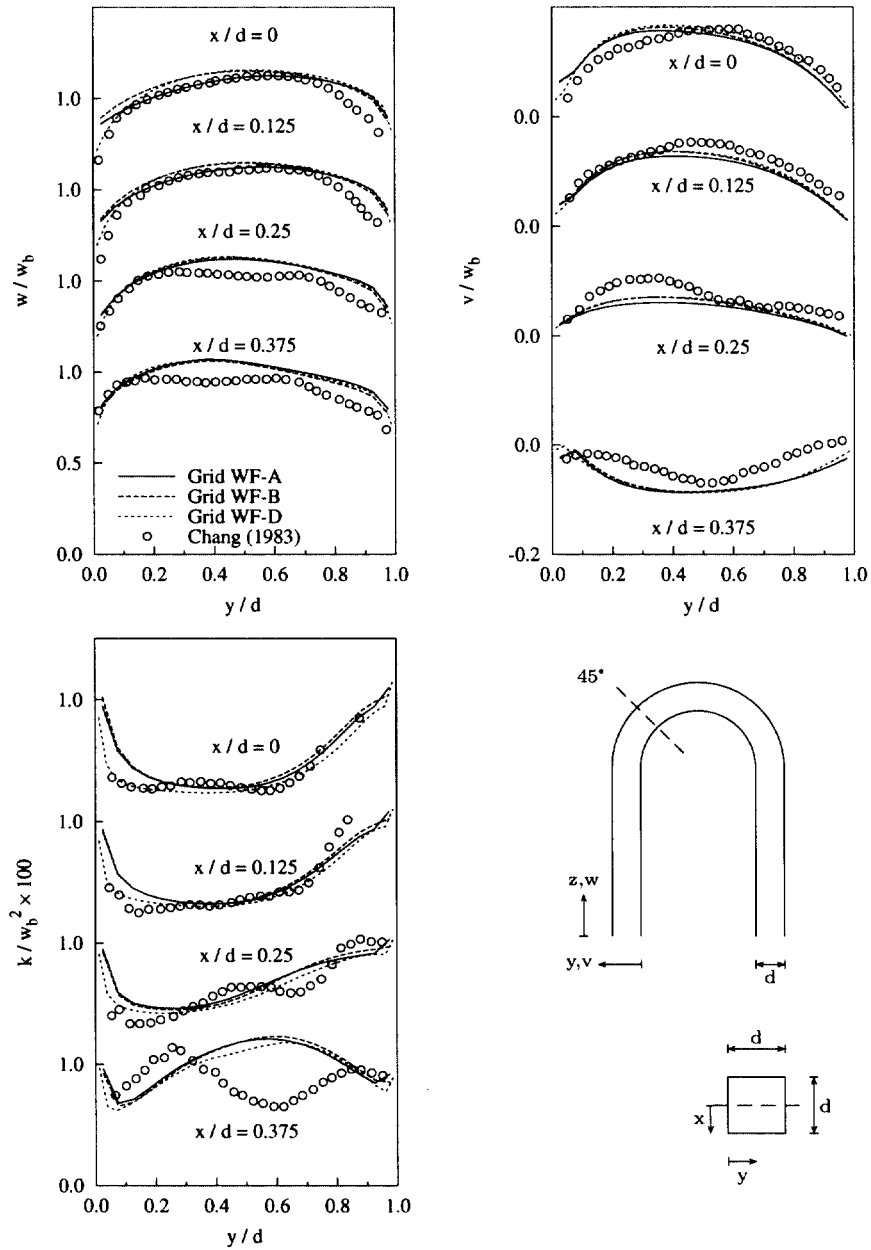 x / d = 0
1.0
x / d = 0.125
1.0
x / d = 0.25
1.0
x / d = 0.375
1.0
0.5
0.0
w / w_b
Grid WF-A
Grid WF-B
Grid WF-D
Chang (1983)
0.0 0.2 0.4 0.6 0.8 1.0
y / d
x / d = 0
0.0
x / d = 0.125
0.0
x / d = 0.25
0.0
0.0
x / d = 0.375
-0.2
v / w_b
0.0 0.2 0.4 0.6 0.8 1.0
y / d
1.0
x / d = 0
1.0
x / d = 0.125
1.0
x / d = 0.25
1.0
x / d = 0.375
0.0
k / w_b² × 100
0.0 0.2 0.4 0.6 0.8 1.0
y / d
45°
z,w
y,v
d
d
d
x
y